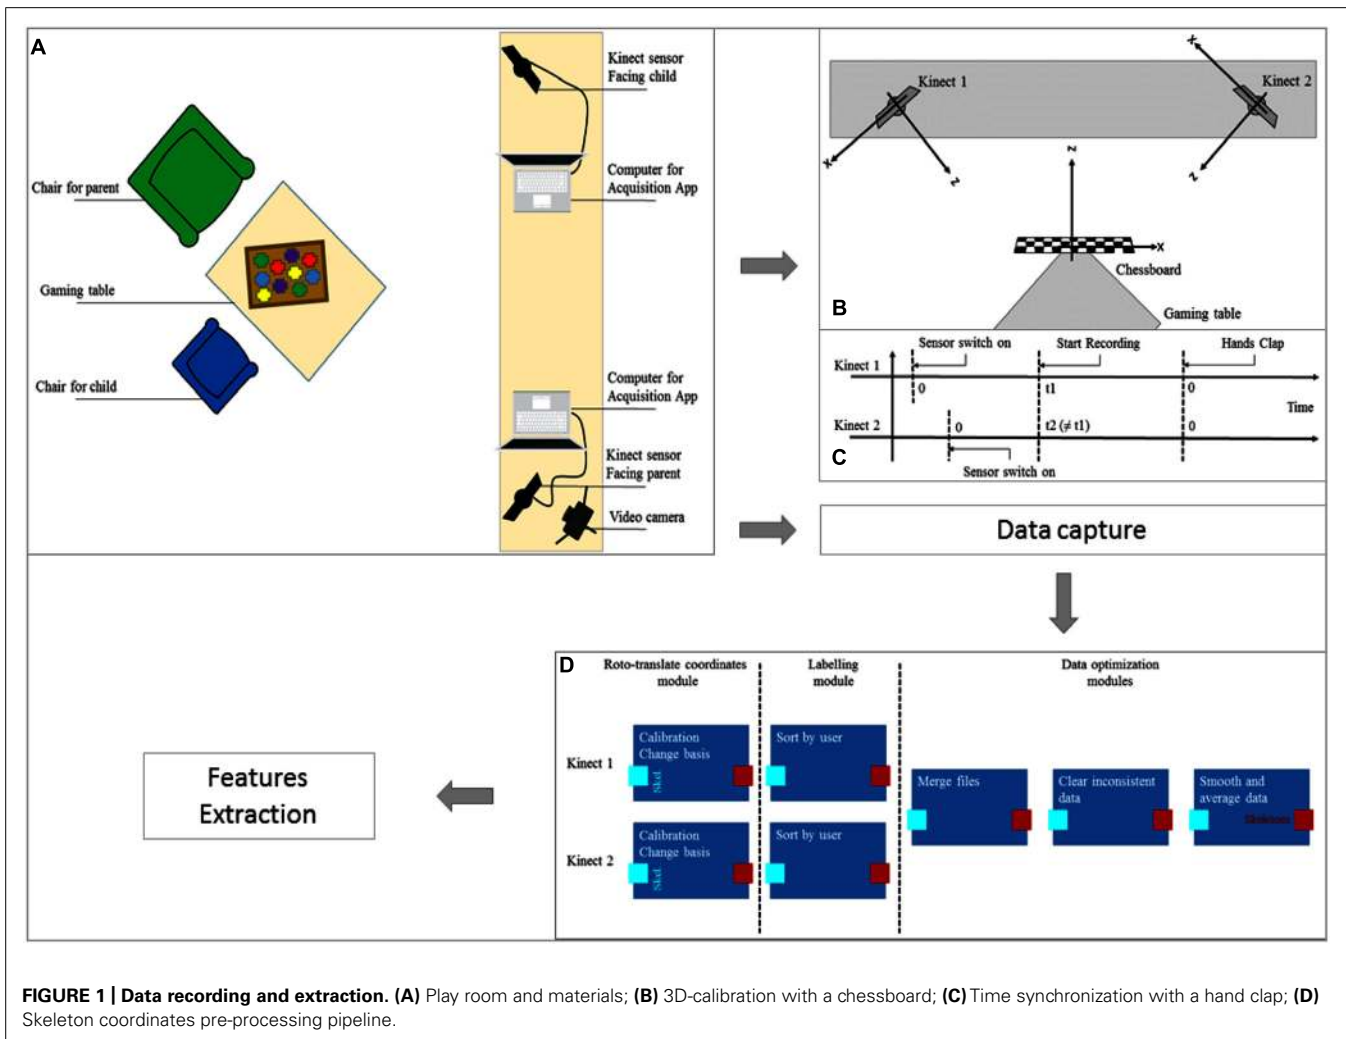 A
Kinect sensor
Facing child
Chair for parent
Computer for
Acquisition App
Gaming table
Chair for child
Computer for
Acquisition App
Kinect sensor
Facing parent
Video camera
X
Kinect 1
Kinect 2
X
Z
Z
Z
X
Chessboard
Gaming table
B
Sensor switch on
Start Recording
Hands Clap
Kinect 1
0
t1
0
Time
Kinect 2
0
t2 (≠ t1)
0
C
Sensor switch on
Data capture
D
Roto-translate coordinates
module
Labelling
module
Data optimization
modules
Kinect 1
Calibration
Change basis
Skel
Sort by user
Merge files
Clear inconsistent
data
Smooth and
average data
Skeleton
Kinect 2
Calibration
Change basis
Skel
Sort by user
Features
Extraction
FIGURE 1 | Data recording and extraction. (A) Play room and materials; (B) 3D-calibration with a chessboard; (C) Time synchronization with a hand clap; (D)
Skeleton coordinates pre-processing pipeline.